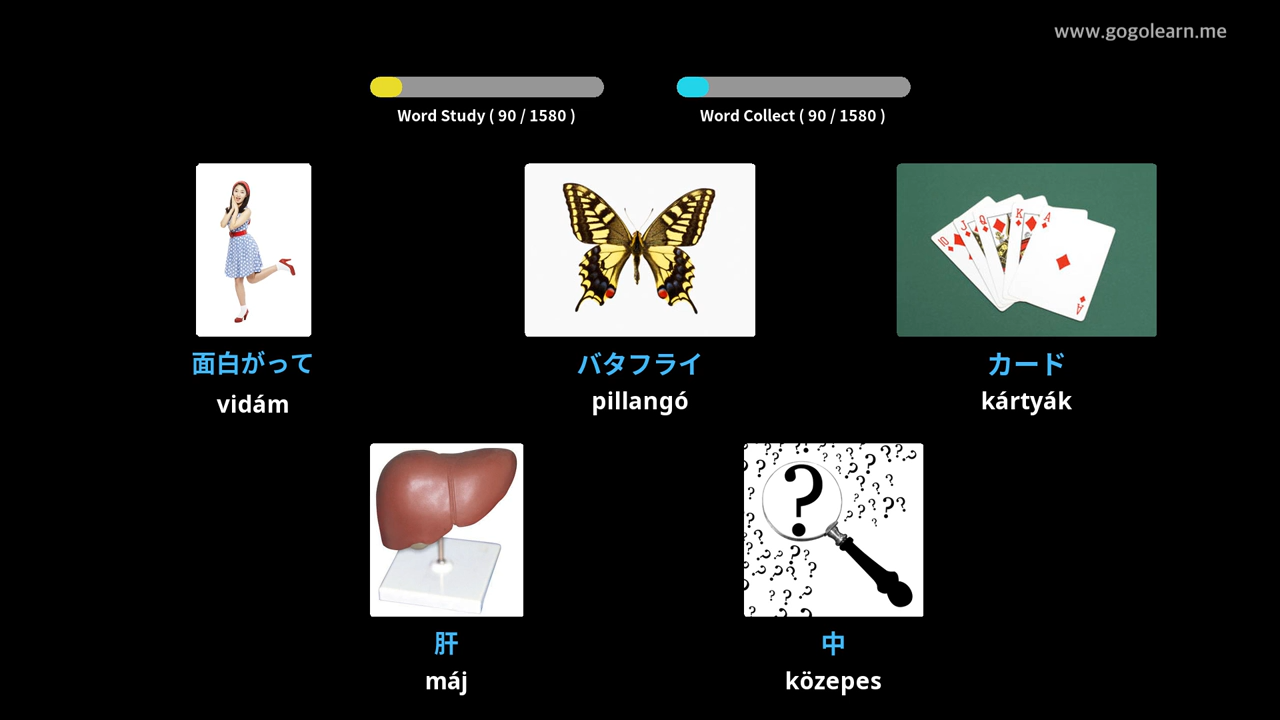 www.gogolearn.me
Word Study ( 90 / 1580 )
Word Collect ( 90 / 1580 )
10 J Q K A
A
面白がって
バタフライ
カード
vidám
pillangó
kártyák
? ?
肝
中
máj
közepes